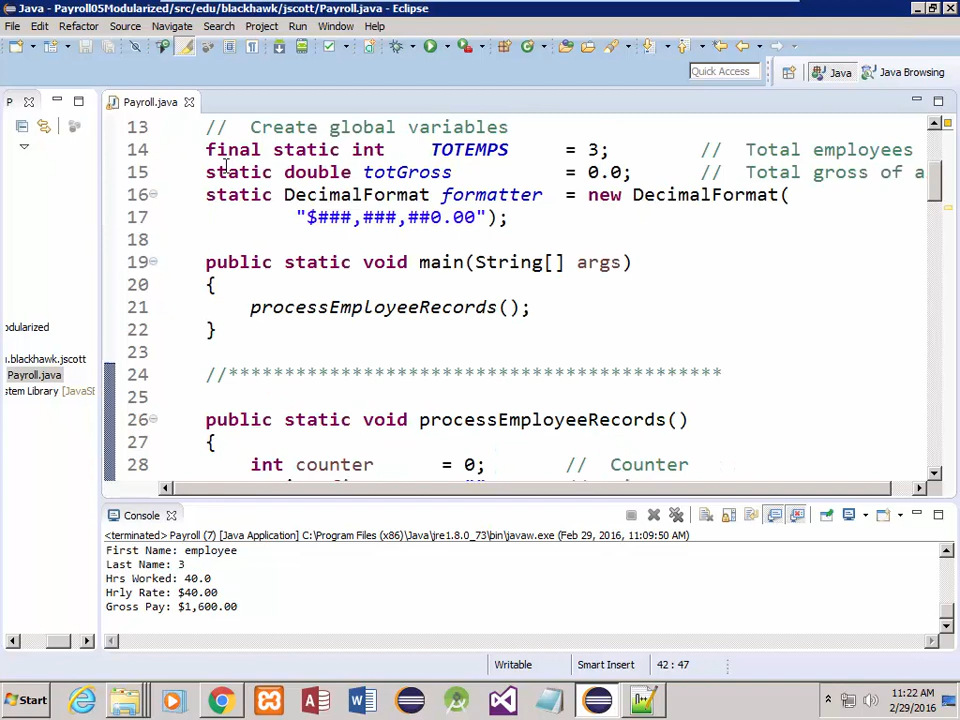 Java - Payroll05Modularized/src/edu/blackhawk/jscott/Payroll.java - Eclipse
File Edit Refactor Source Navigate Search Project Run Window Help
Quick Access Java Java Browsing
P Payroll.java
13 // Create global variables
14 final static int TOTEMPS = 3; // Total employees
15 static double totGross = 0.0; // Total gross of a
16 static DecimalFormat formatter = new DecimalFormat(
17 "$###,###,##0.00");
18
19 public static void main(String[] args)
20 {
21 processEmployeeRecords();
22 }
23
24 //********************************************
25
26 public static void processEmployeeRecords()
27 {
28 int counter = 0; // Counter
odularized
u.blackhawk.jscott
Payroll.java
stem Library [JavaSE
Console
<terminated> Payroll (7) [Java Application] C:\Program Files\Java\jre1.8.0_73\bin\javaw.exe (Feb 29, 2016, 11:09:50 AM)
First Name: employee
Last Name: 3
Hrs Worked: 40.0
Hrly Rate: $40.00
Gross Pay: $1,600.00
Writable Smart Insert 42 : 47
Start
11:22 AM
2/29/2016